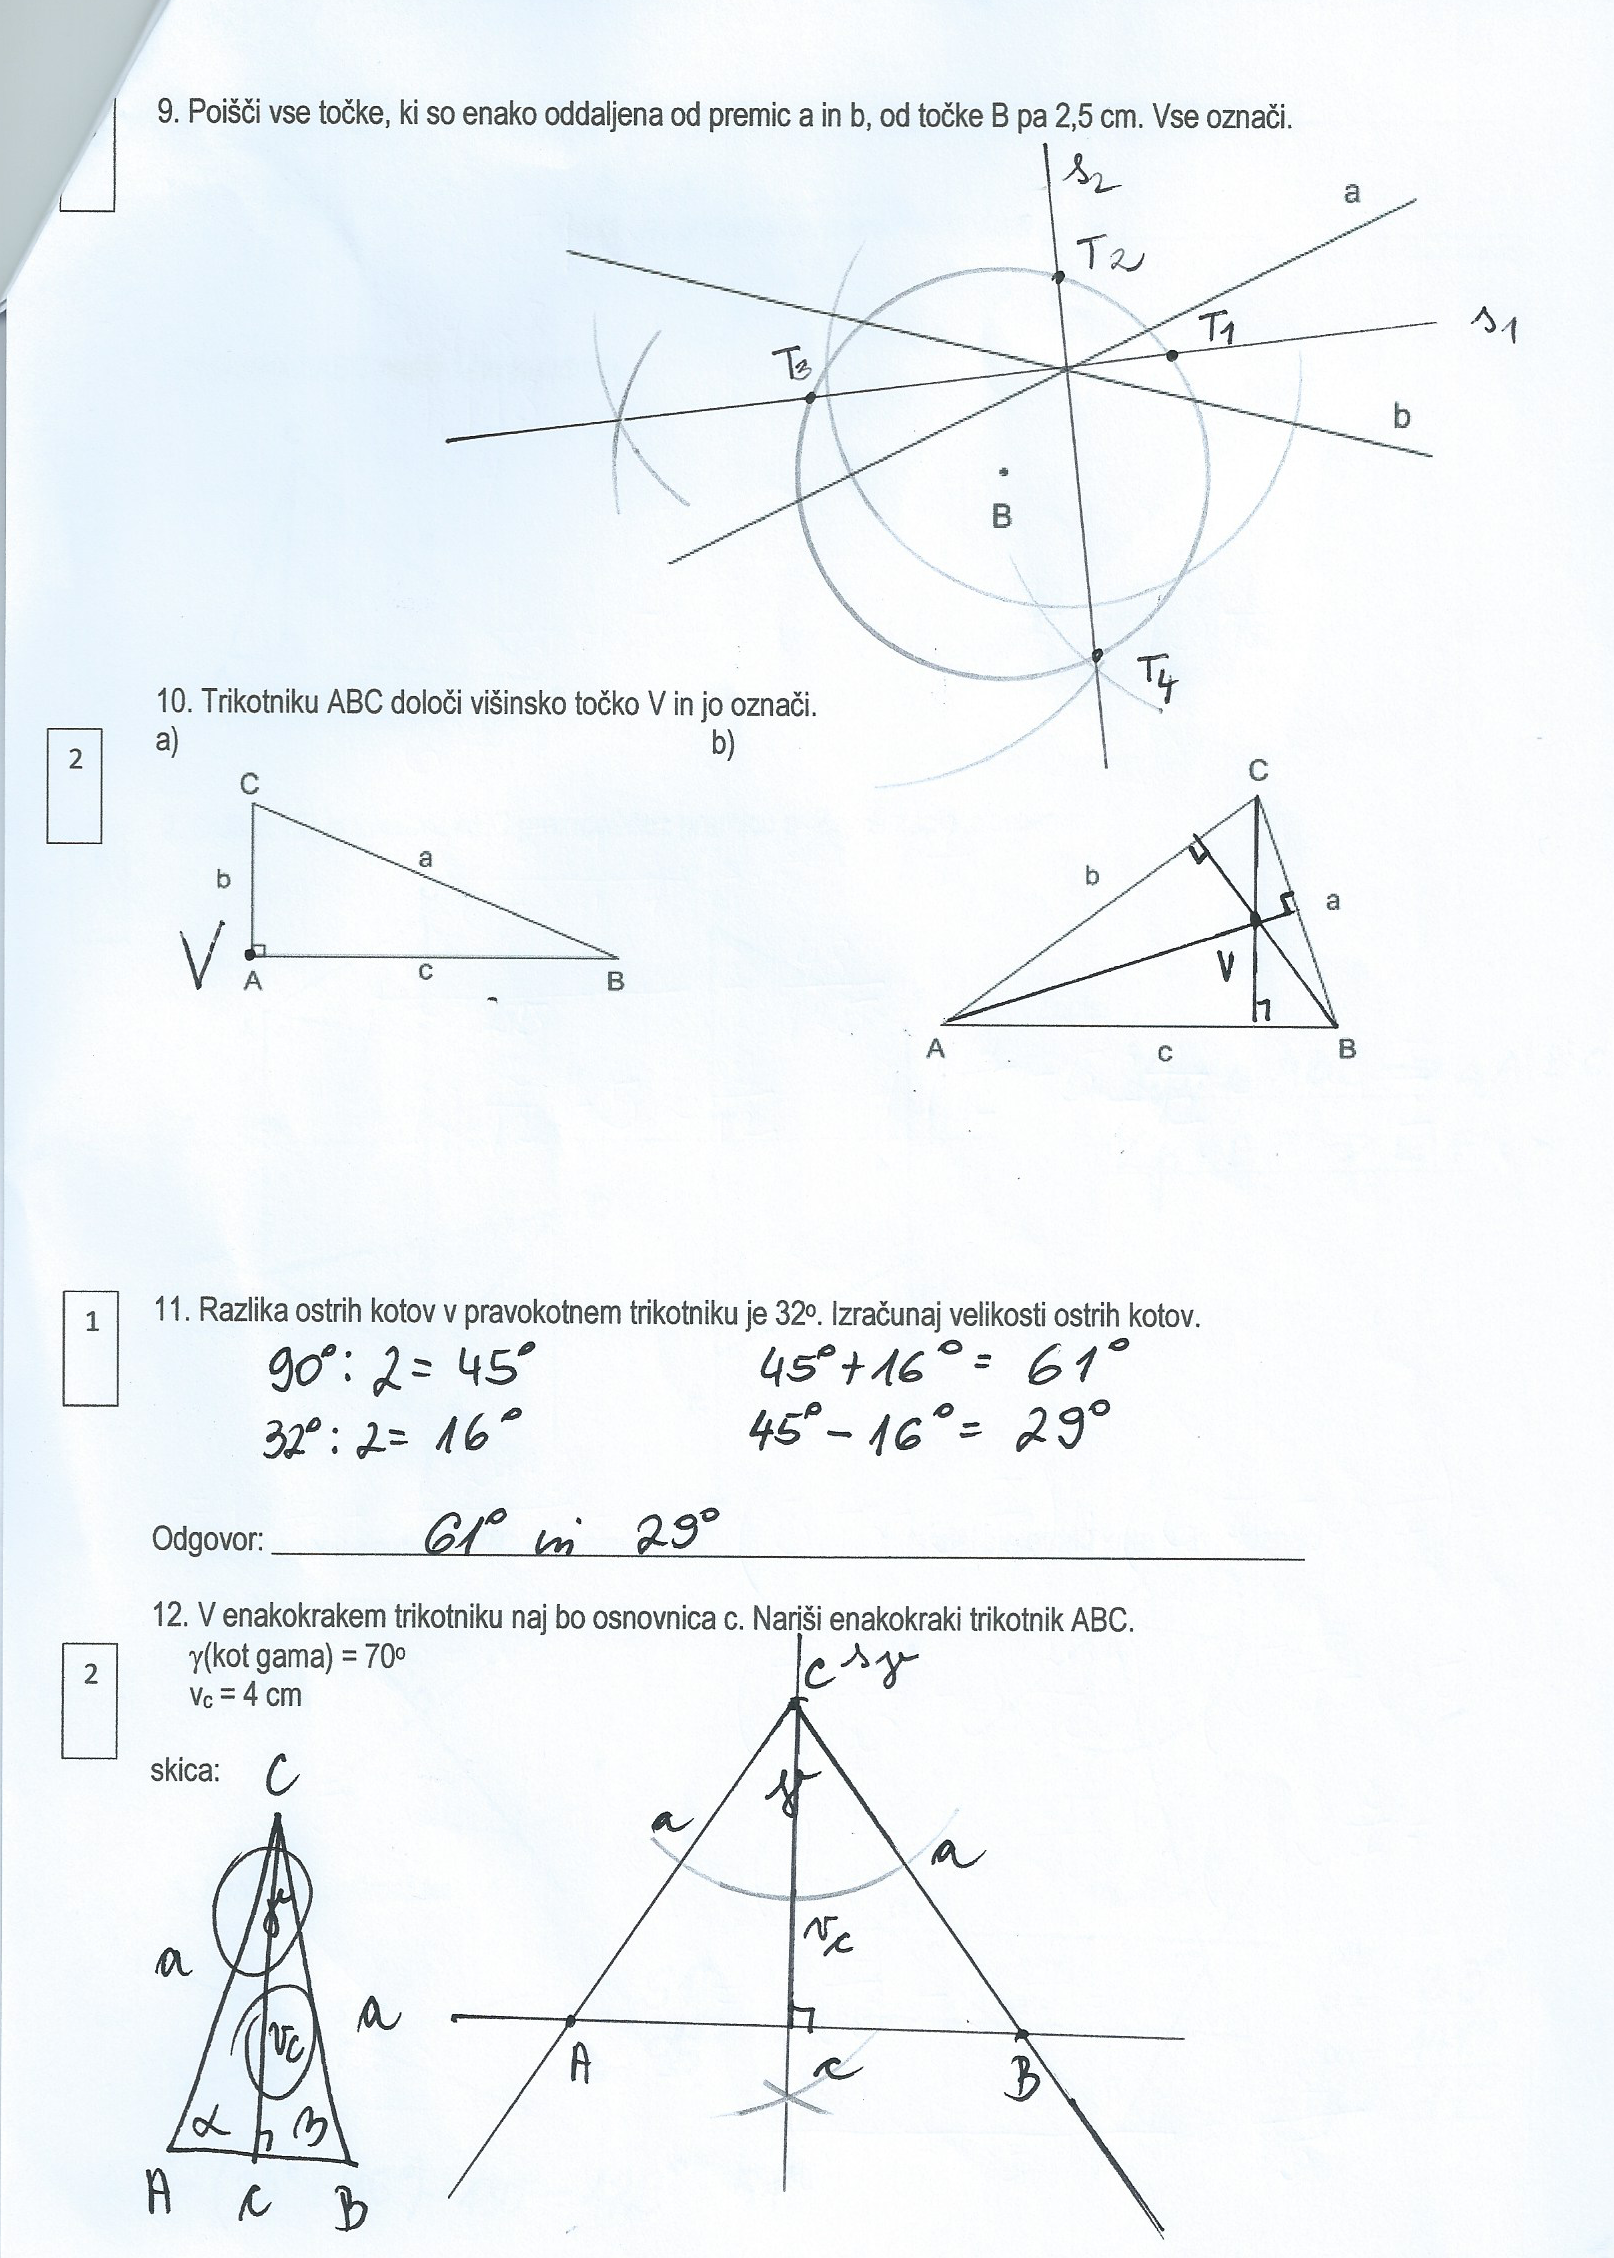 9. Poišči vse točke, ki so enako oddaljena od premic a in b, od točke B pa 2,5 cm. Vse označi.
s2
a
T2
T1
s1
T3
b
B
T4
10. Trikotniku ABC določi višinsko točko V in jo označi.
2
a)
b)
C
b
a
V
A
c
B
C
b
a
V
A
c
B
1
11. Razlika ostrih kotov v pravokotnem trikotniku je 32º. Izračunaj velikosti ostrih kotov.
90° : 2 = 45° 45° + 16° = 61°
32° : 2 = 16° 45° - 16° = 29°
Odgovor: 61° in 29°
12. V enakokrakem trikotniku naj bo osnovnica c. Nariši enakokraki trikotnik ABC.
2
γ(kot gama) = 70º
vc = 4 cm
skica:
C
γ
a
a
vc
α
β
A
c
B
C
sγ
γ
a
a
vc
A
c
B